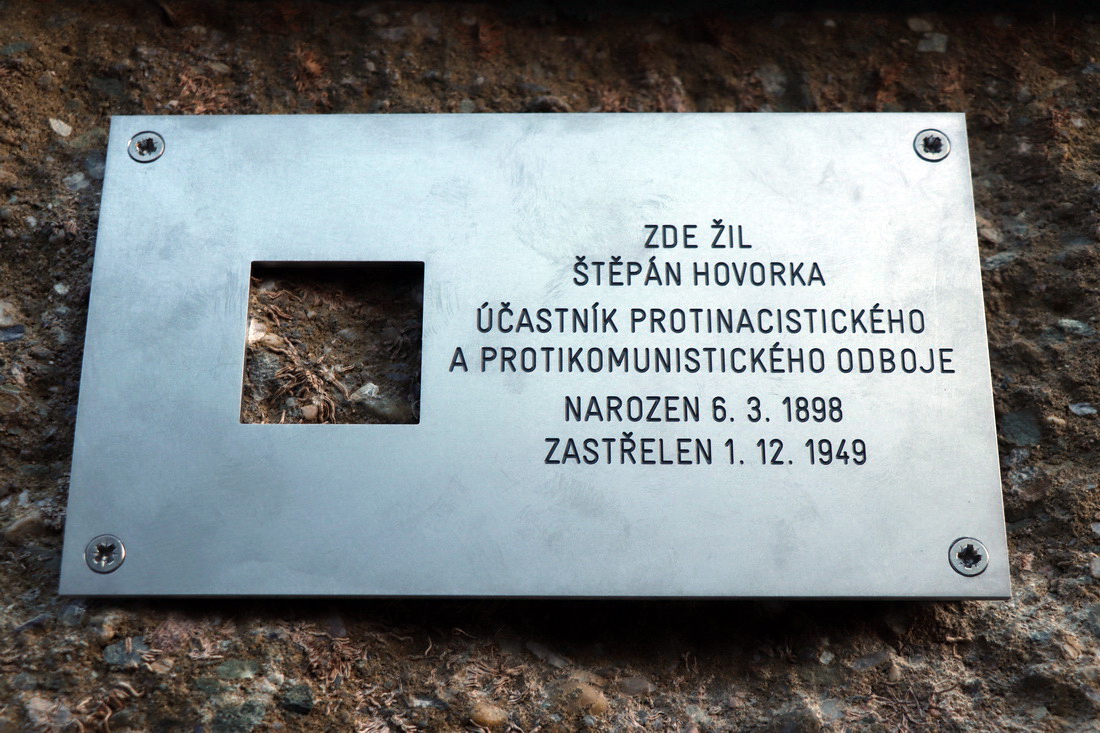 ZDE ŽIL
ŠTĚPÁN HOVORKA
ÚČASTNÍK PROTINACISTICKÉHO
A PROTIKOMUNISTICKÉHO ODBOJE
NAROZEN 6. 3. 1898
ZASTŘELEN 1. 12. 1949